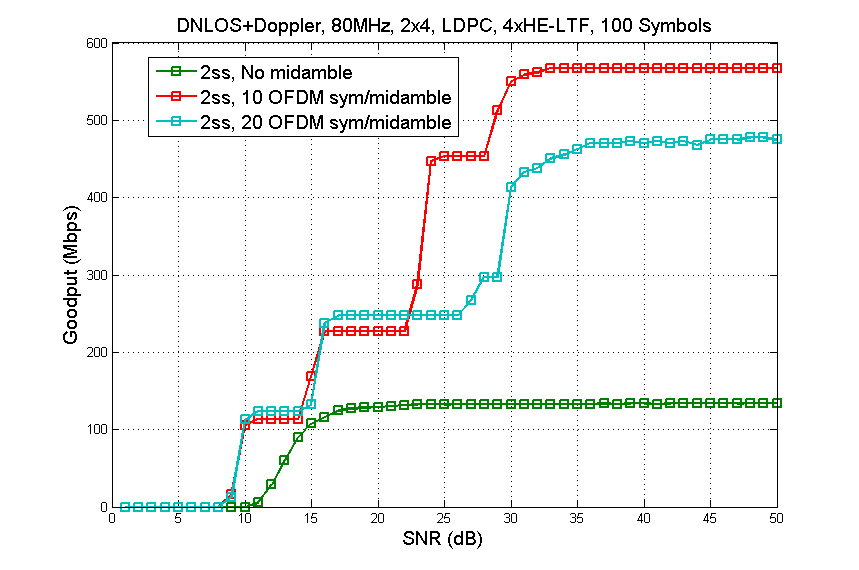 DNLOS+Doppler, 80MHz, 2x4, LDPC, 4xHE-LTF, 100 Symbols
2ss, No midamble
2ss, 10 OFDM sym/midamble
2ss, 20 OFDM sym/midamble
Goodput (Mbps)
600
500
400
300
200
100
0
0 5 10 15 20 25 30 35 40 45 50
SNR (dB)